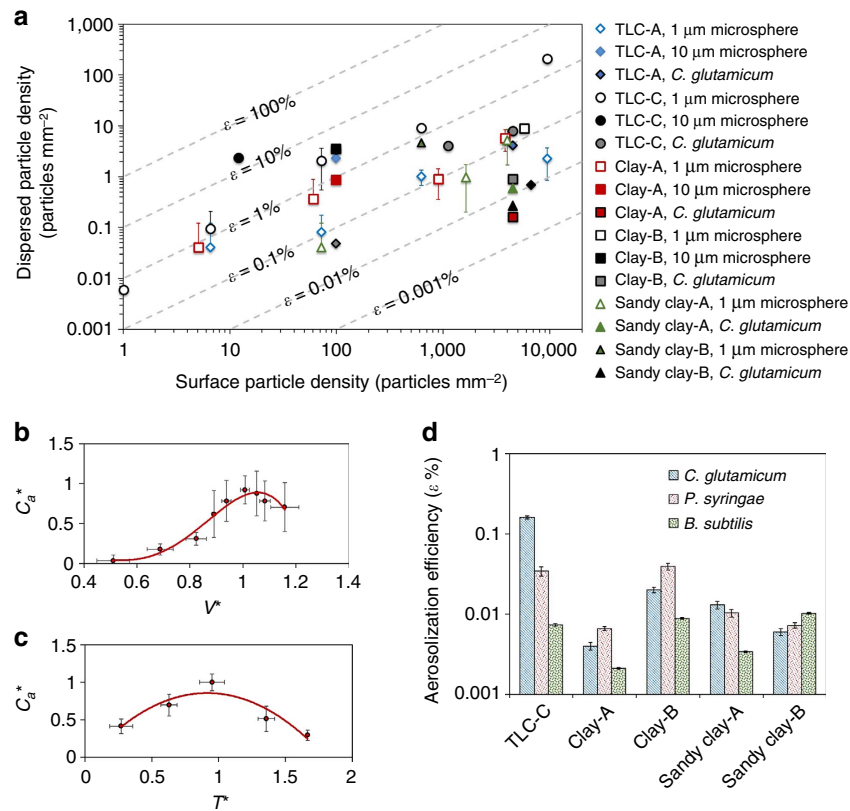 a
1,000
100
10
1
0.1
0.01
0.001
Dispersed particle density
(particles mm⁻²)
ε = 100%
ε = 10%
ε = 1%
ε = 0.1%
ε = 0.01%
ε = 0.001%
1
10
100
1,000
10,000
Surface particle density (particles mm⁻²)
TLC-A, 1 μm microsphere
TLC-A, 10 μm microsphere
TLC-A, C. glutamicum
TLC-C, 1 μm microsphere
TLC-C, 10 μm microsphere
TLC-C, C. glutamicum
Clay-A, 1 μm microsphere
Clay-A, 10 μm microsphere
Clay-A, C. glutamicum
Clay-B, 1 μm microsphere
Clay-B, 10 μm microsphere
Clay-B, C. glutamicum
Sandy clay-A, 1 μm microsphere
Sandy clay-A, C. glutamicum
Sandy clay-B, 1 μm microsphere
Sandy clay-B, C. glutamicum
b
1.5
1
0.5
0
Cₐ*
0.4
0.6
0.8
1
1.2
1.4
V*
c
1.5
1
0.5
0
Cₐ*
0
0.5
1
1.5
2
T*
d
1
0.1
0.01
0.001
Aerosolization efficiency (ε %)
C. glutamicum
P. syringae
B. subtilis
TLC-C
Clay-A
Clay-B
Sandy clay-A
Sandy clay-B